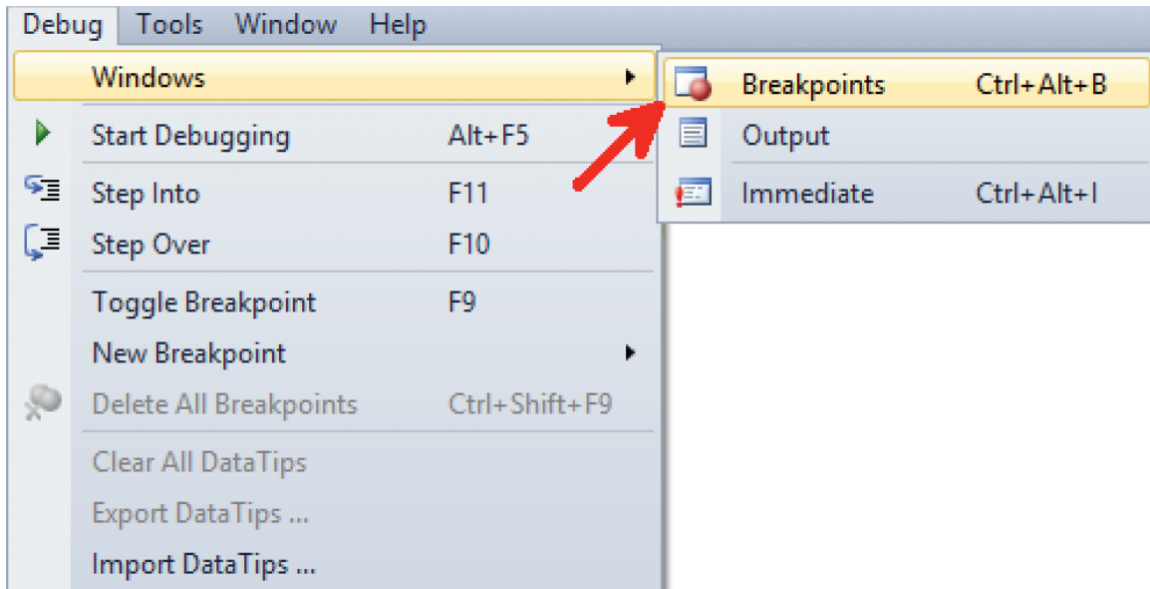 Debug Tools Window Help
Windows
Breakpoints Ctrl+Alt+B
Start Debugging Alt+F5
Output
Step Into F11
Immediate Ctrl+Alt+I
Step Over F10
Toggle Breakpoint F9
New Breakpoint
Delete All Breakpoints Ctrl+Shift+F9
Clear All DataTips
Export DataTips ...
Import DataTips ...